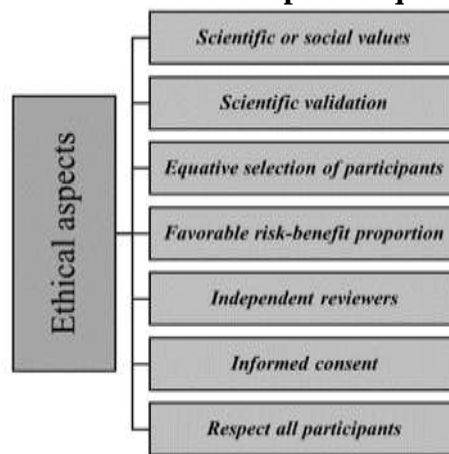 Ethical aspects
Scientific or social values
Scientific validation
Equative selection of participants
Favorable risk-benefit proportion
Independent reviewers
Informed consent
Respect all participants